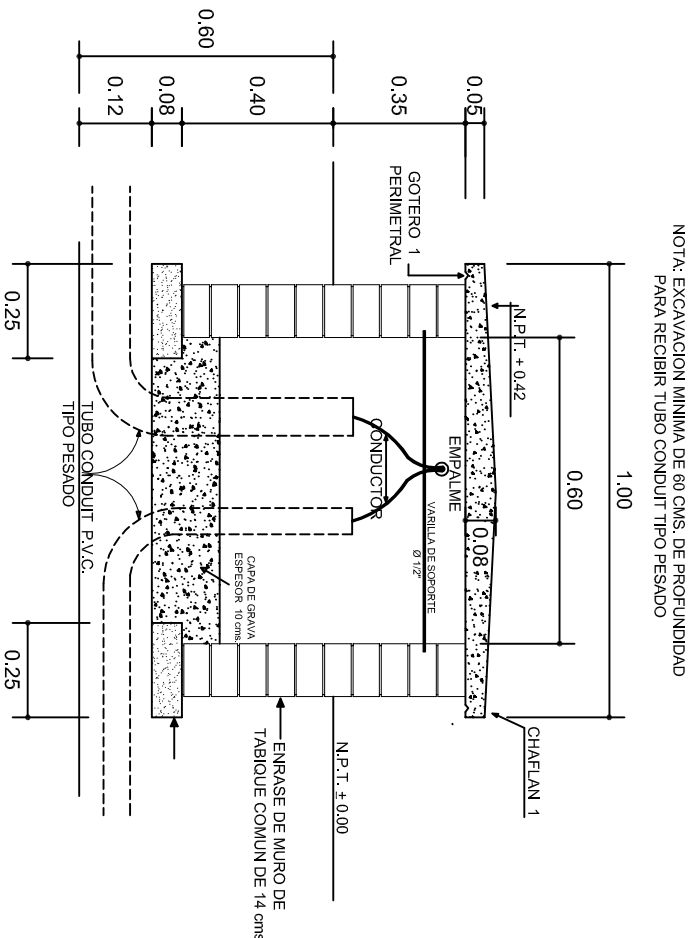 NOTA: EXCAVACION MINIMA DE 60 CMS. DE PROFUNDIDAD
PARA RECIBIR TUBO CONDUIT TIPO PESADO
1.00
0.60
N.P.T. + 0.42
CHAFLAN 1
0.05
0.08
GOTERO 1
PERIMETRAL
EMPALME
VARILLA DE SOPORTE
Ø 1/2"
0.35
CONDUCTOR
N.P.T. ± 0.00
0.60
0.40
ENRASE DE MURO DE
TABIQUE COMUN DE 14 cms
CAPA DE GRAVA
ESPESOR 10 cms.
0.08
0.12
TUBO CONDUIT P.V.C.
TIPO PESADO
0.25
0.25